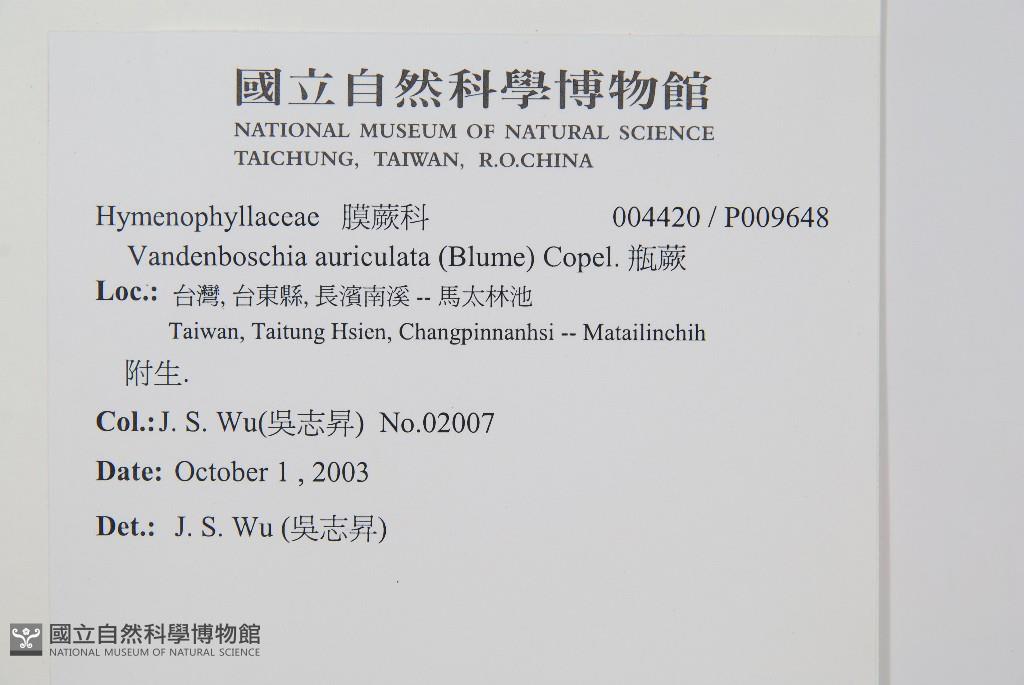 國立自然科學博物館
NATIONAL MUSEUM OF NATURAL SCIENCE
TAICHUNG, TAIWAN, R.O.CHINA
Hymenophyllaceae 膜蕨科 004420 / P009648
Vandenboschia auriculata (Blume) Copel. 瓶蕨
Loc.: 台灣, 台東縣, 長濱南溪 -- 馬太林池
Taiwan, Taitung Hsien, Changpinnanhsi -- Matailinchih
附生.
Col.: J. S. Wu(吳志昇) No.02007
Date: October 1 , 2003
Det.: J. S. Wu (吳志昇)
國立自然科學博物館
NATIONAL MUSEUM OF NATURAL SCIENCE